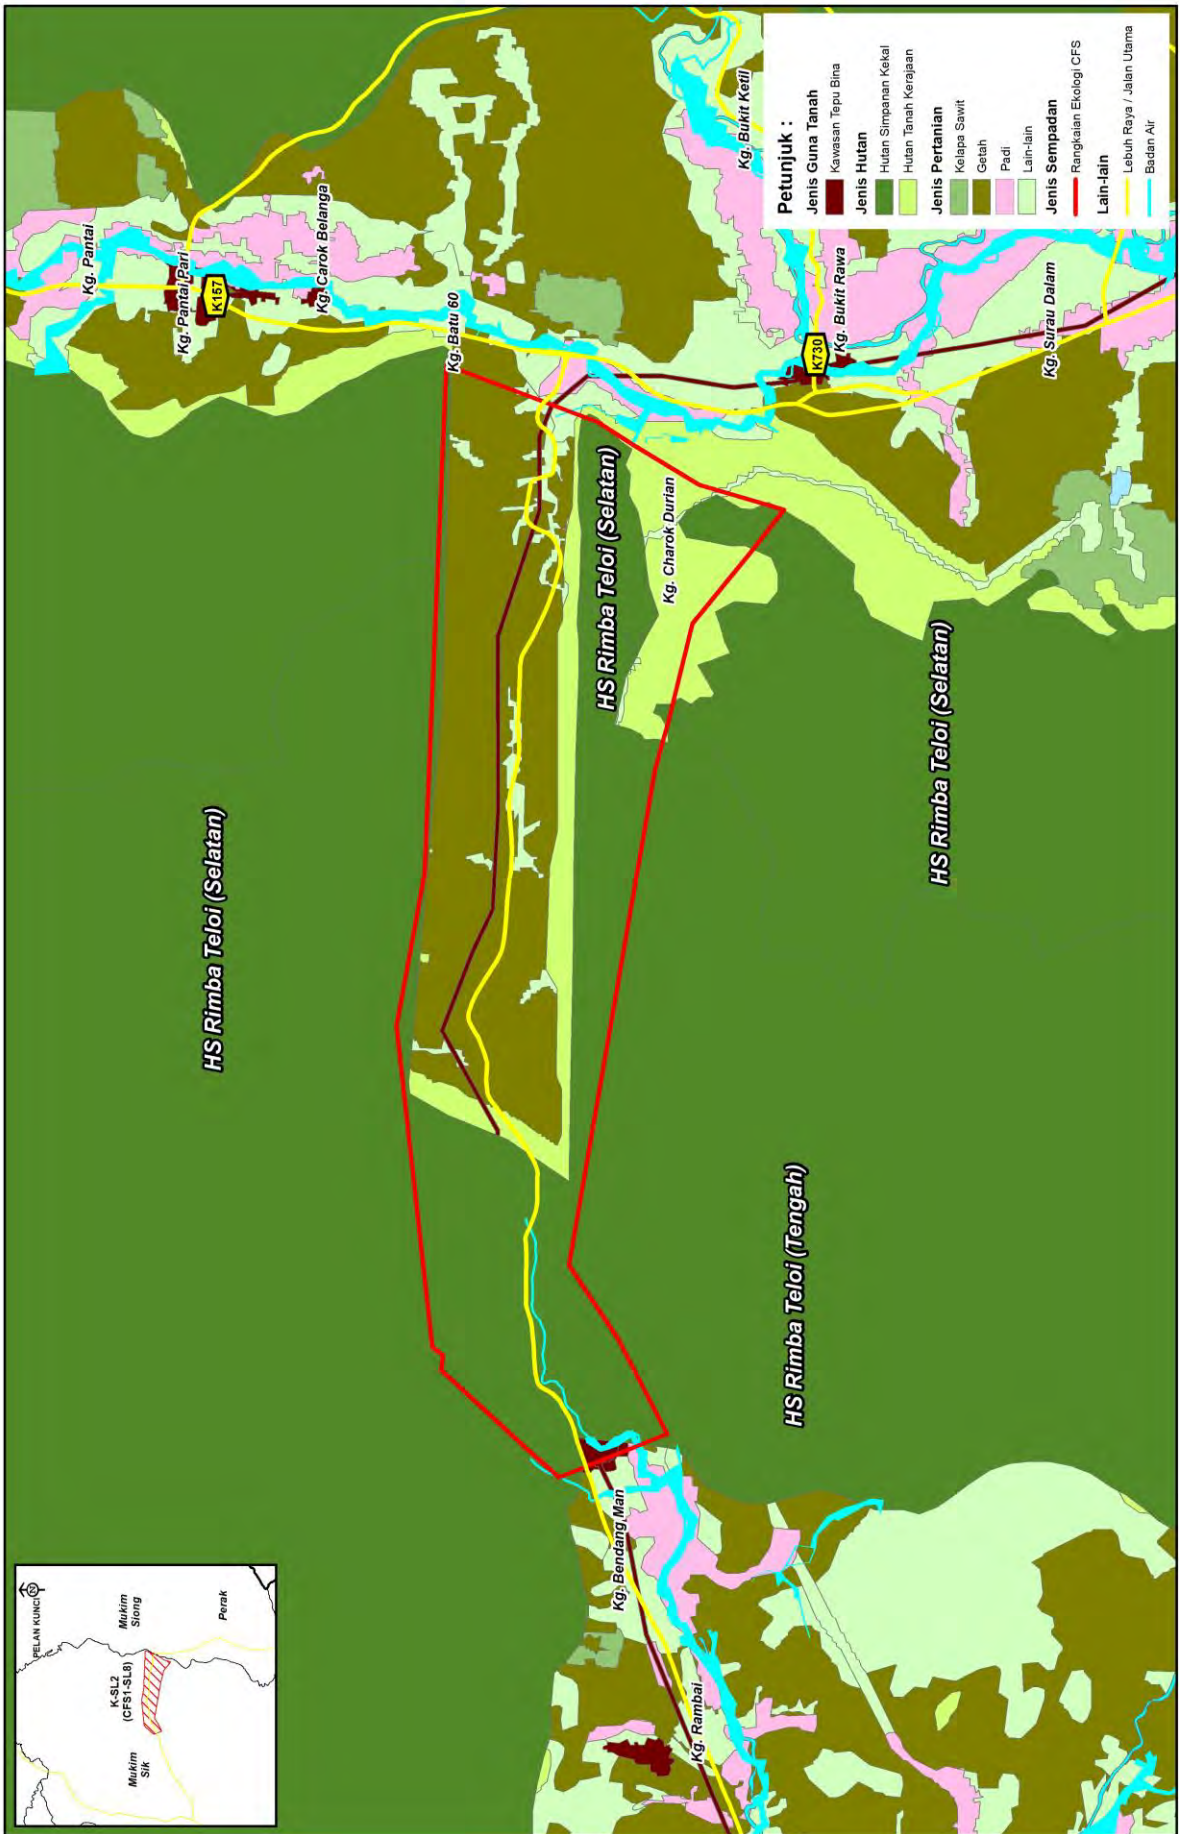 Petunjuk :
Jenis Guna Tanah
Kawasan Tepu Bina
Jenis Hutan
Hutan Simpanan Kekal
Hutan Tanah Kerajaan
Jenis Pertanian
Kelapa Sawit
Getah
Padi
Lain-lain
Jenis Sempadan
Rangkaian Ekologi CFS
Lain-lain
Lebuh Raya / Jalan Utama
Badan Air
Kg. Pantai
Kg. Pantai Pari
K157
Kg. Carok Belanga
Kg. Batu 60
Kg. Bukit Ketil
Kg. Bukit Rawa
K730
Kg. Surau Dalam
Kg. Charok Durian
HS Rimba Teloi (Selatan)
HS Rimba Teloi (Selatan)
HS Rimba Teloi (Selatan)
HS Rimba Teloi (Tengah)
Kg. Bendang Man
Kg. Rambai
PELAN KUNCI
N
Mukim
Siong
Perak
K-SL2
(CFS1-SL8)
Mukim
Sik